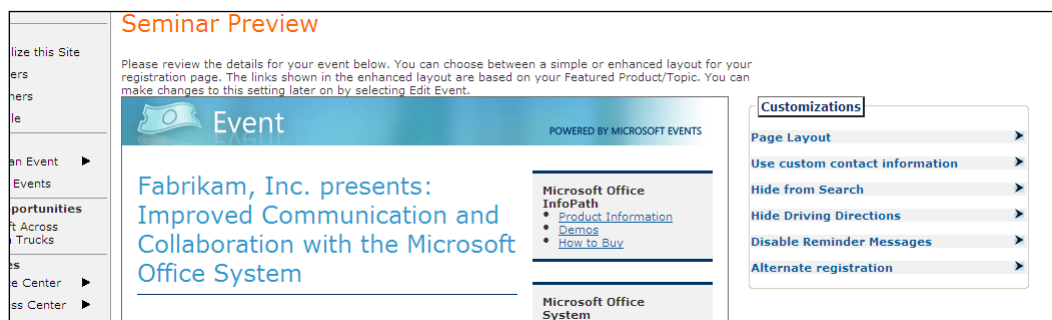 Seminar Preview
lize this Site
ers
ners
le
an Event
Events
portunities
ft Across
Trucks
es
e Center
ss Center
Please review the details for your event below. You can choose between a simple or enhanced layout for your
registration page. The links shown in the enhanced layout are based on your Featured Product/Topic. You can
make changes to this setting later on by selecting Edit Event.
Event
POWERED BY MICROSOFT EVENTS
Fabrikam, Inc. presents:
Improved Communication and
Collaboration with the Microsoft
Office System
Microsoft Office
InfoPath
Product Information
Demos
How to Buy
Microsoft Office
System
Customizations
Page Layout
Use custom contact information
Hide from Search
Hide Driving Directions
Disable Reminder Messages
Alternate registration